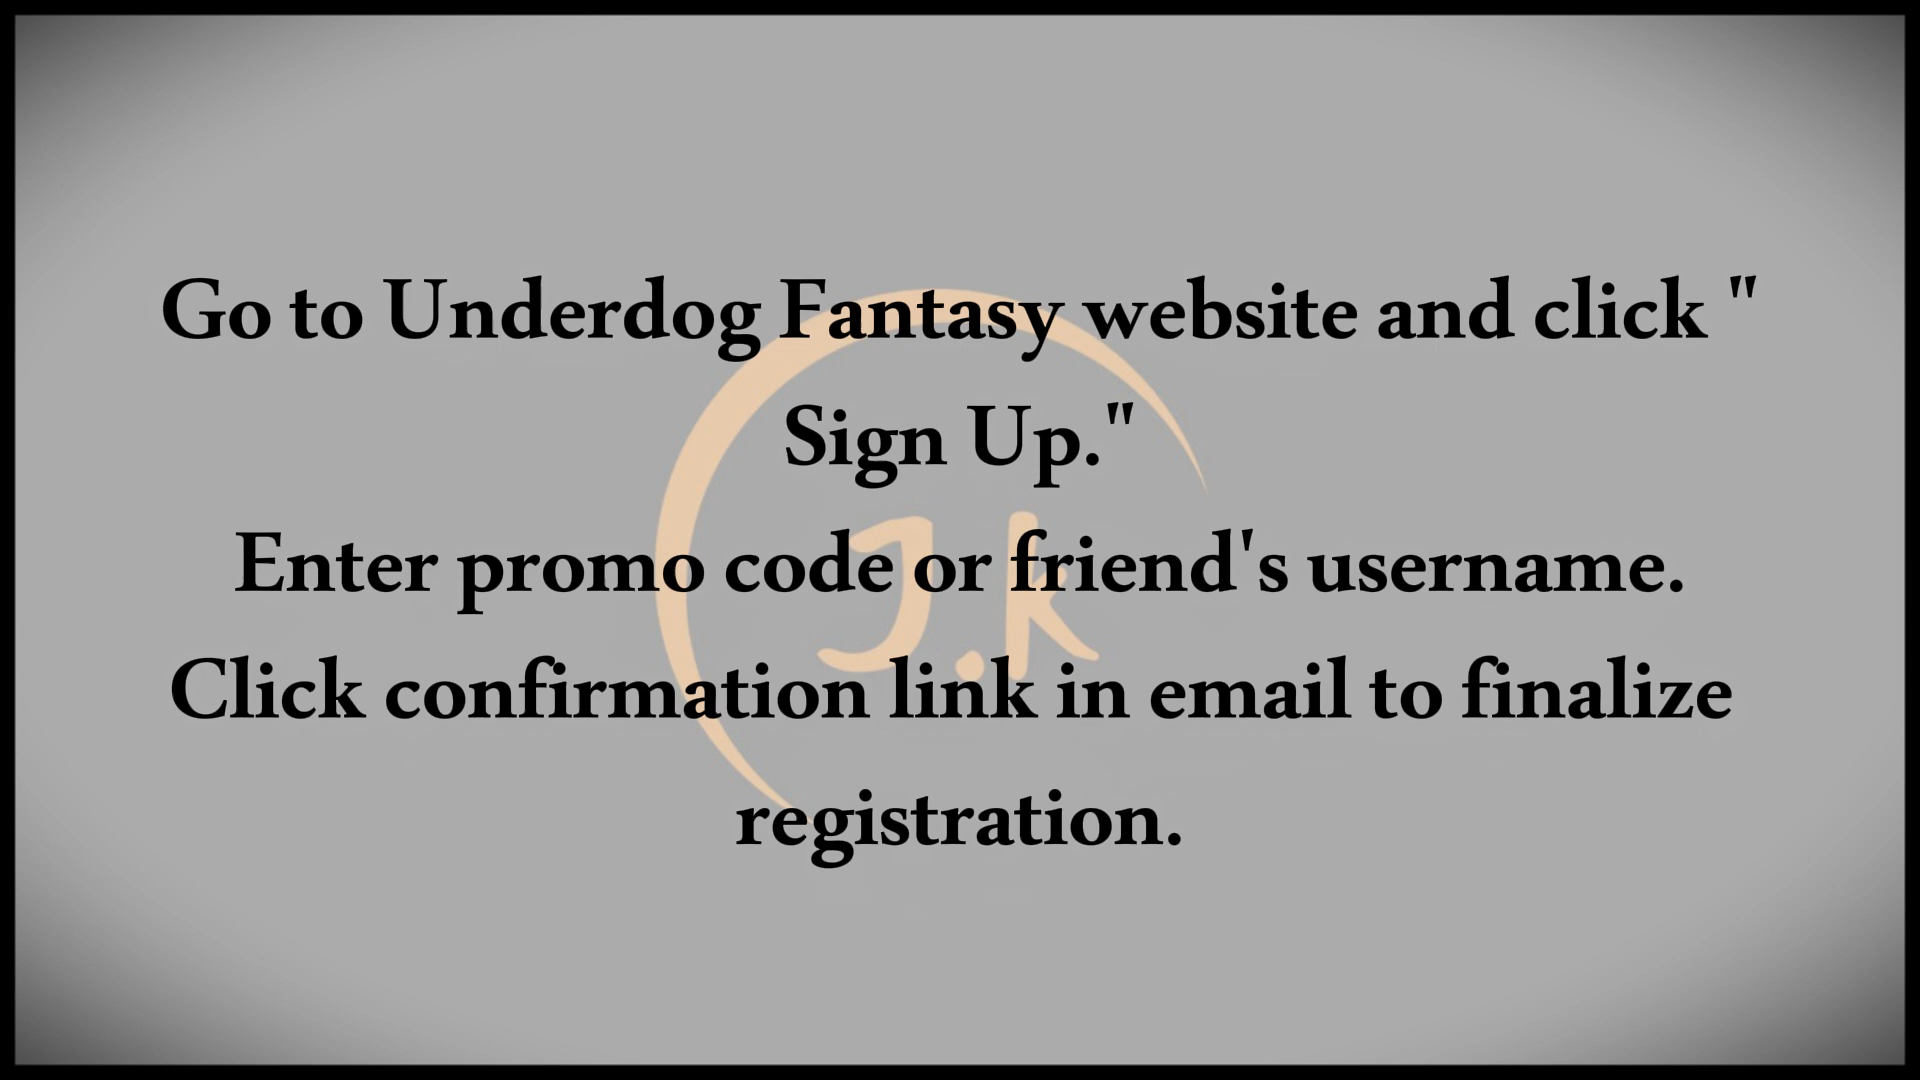 Go to Underdog Fantasy website and click "
Sign Up."
Enter promo code or friend's username.
Click confirmation link in email to finalize
registration.
J.k